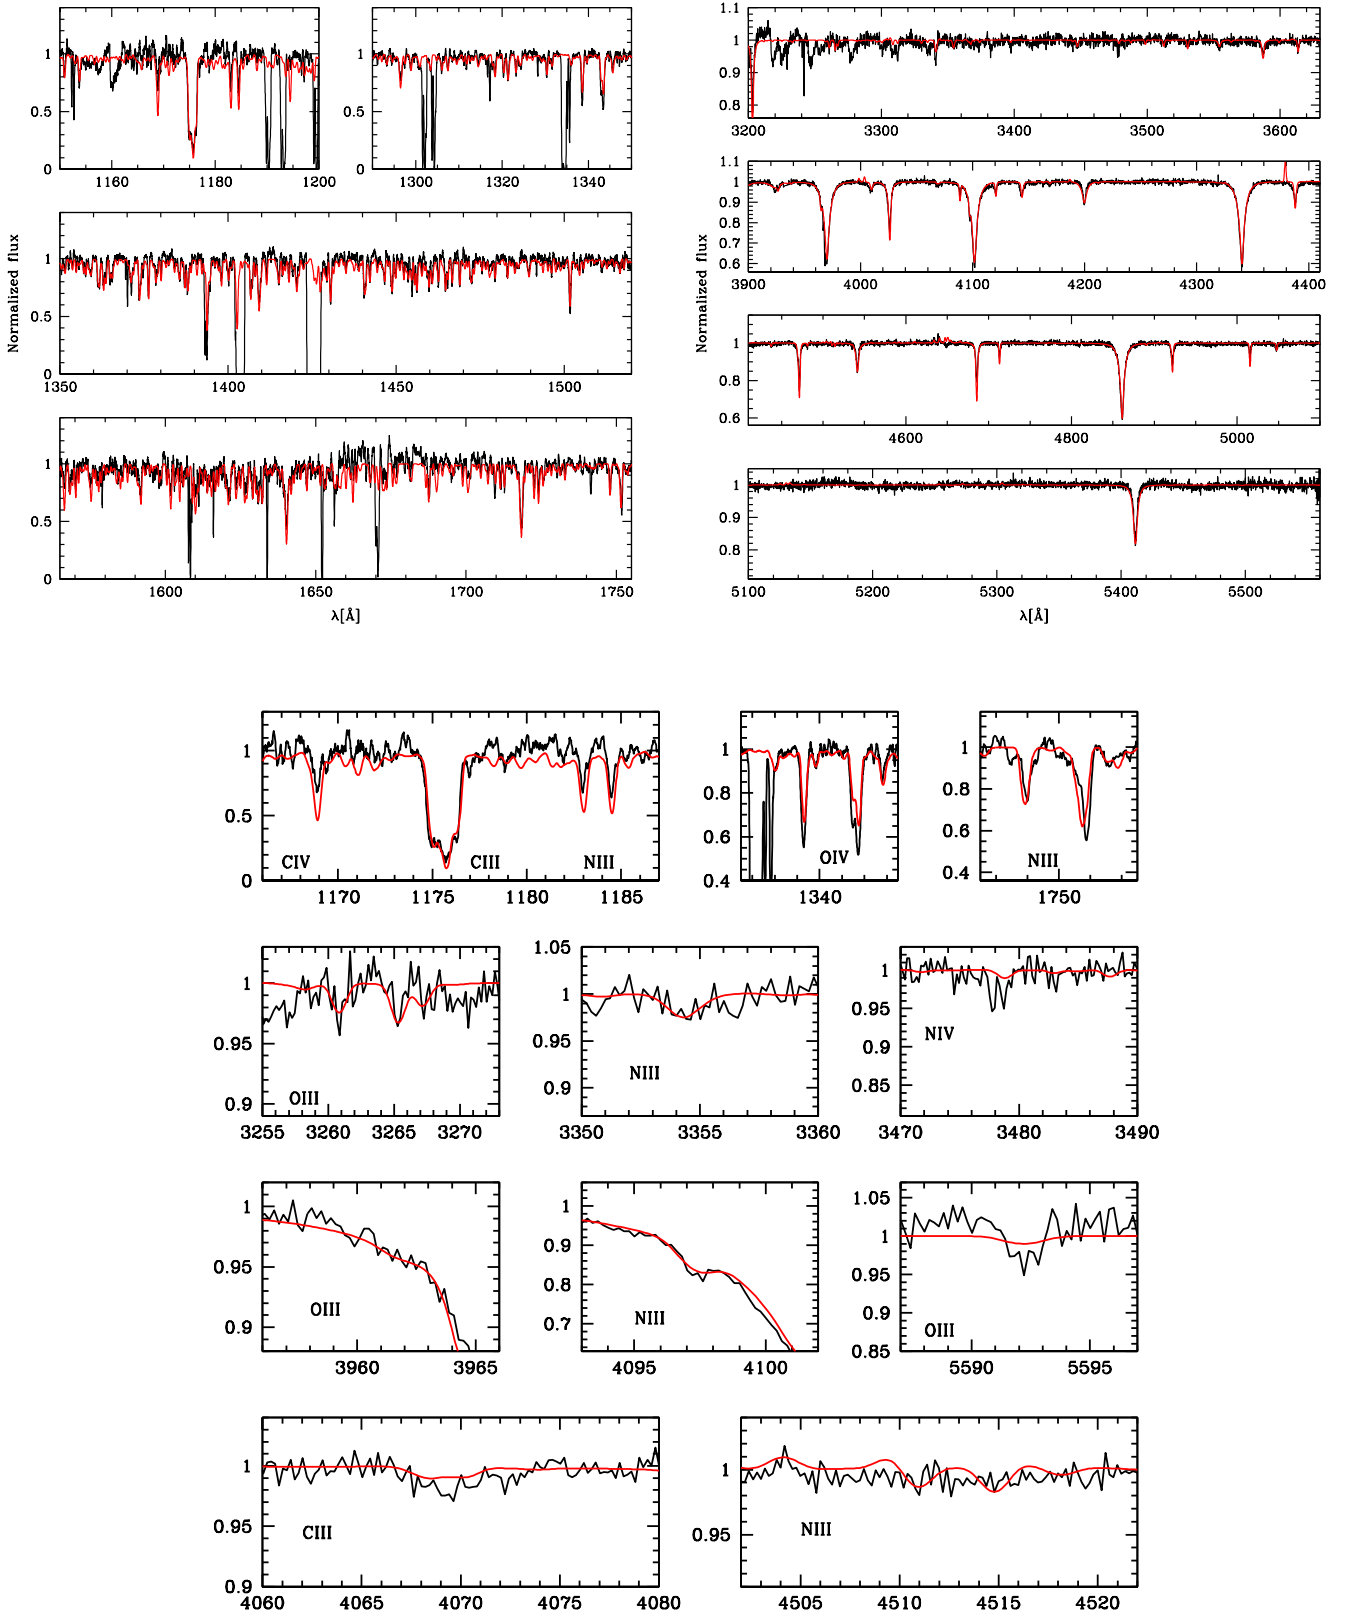 1
0.5
0
1160 1180 1200
1
0.5
0
1300 1320 1340
1
0.5
0
1350 1400 1450 1500
Normalized flux
1
0.5
0
1600 1650 1700 1750
λ[Å]
1.1
1
0.9
0.8
3200 3300 3400 3500 3600
1.1
1
0.9
0.8
0.7
0.6
3900 4000 4100 4200 4300 4400
Normalized flux
1
0.8
0.6
4600 4800 5000
1
0.9
0.8
5100 5200 5300 5400 5500
λ[Å]
1
0.5
0
CIV CIII NIII
1170 1175 1180 1185
1
0.8
0.6
0.4
OIV
1340
1
0.8
0.6
0.4
NIII
1750
1
0.95
0.9
OIII
3255 3260 3265 3270
1.05
1
0.95
0.9
NIII
3350 3355 3360
1
0.95
0.9
0.85
NIV
3470 3480 3490
1
0.95
0.9
OIII
3960 3965
1
0.9
0.8
0.7
NIII
4095 4100
1.05
1
0.95
0.9
0.85
OIII
5590 5595
1
0.95
0.9
CIII
4060 4065 4070 4075 4080
1
0.95
NIII
4505 4510 4515 4520